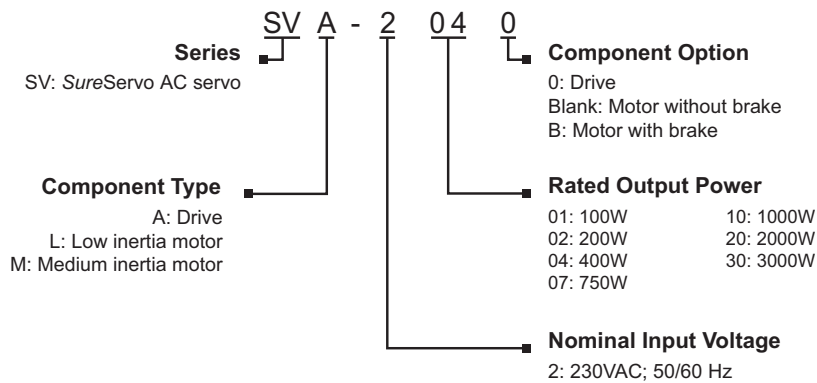 SV A - 2 04 0
Series
SV: SureServo AC servo
Component Option
0: Drive
Blank: Motor without brake
B: Motor with brake
Component Type
A: Drive
L: Low inertia motor
M: Medium inertia motor
Rated Output Power
01: 100W 10: 1000W
02: 200W 20: 2000W
04: 400W 30: 3000W
07: 750W
Nominal Input Voltage
2: 230VAC; 50/60 Hz